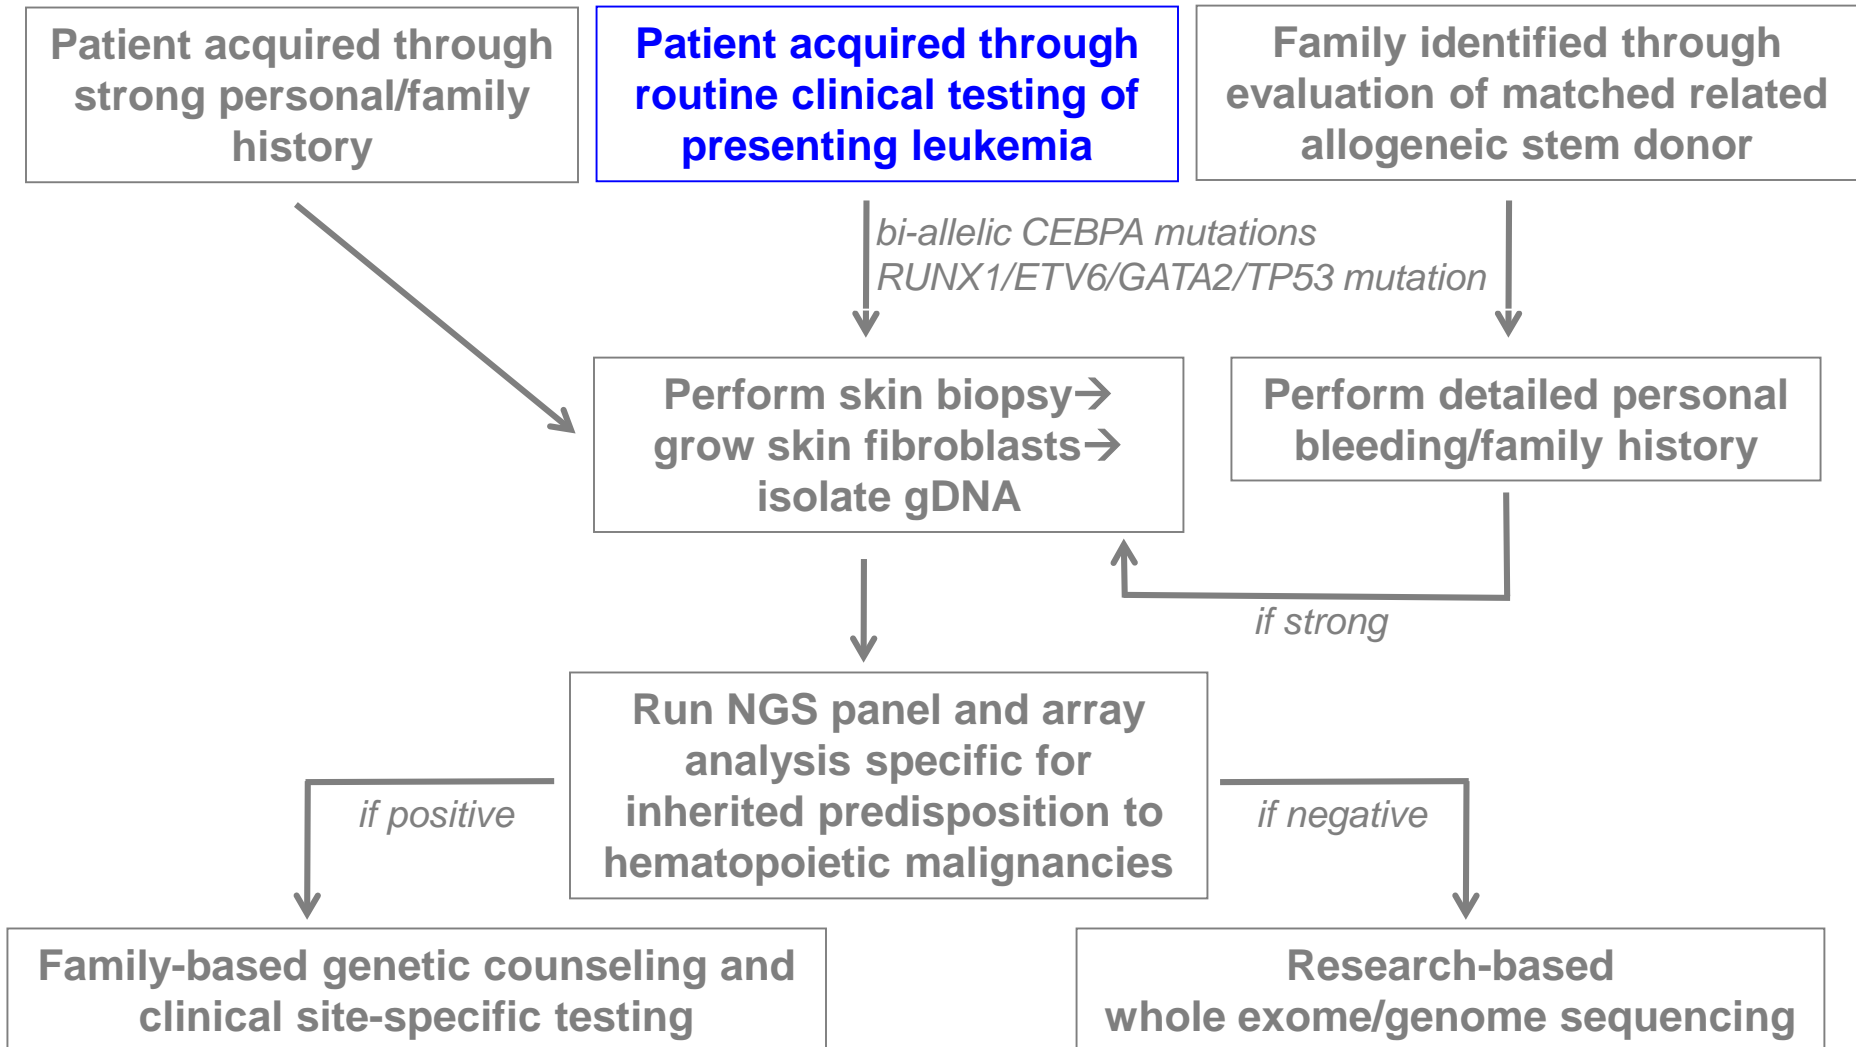 Patient acquired through
strong personal/family
history
Patient acquired through
routine clinical testing of
presenting leukemia
Family identified through
evaluation of matched related
allogeneic stem donor
bi-allelic CEBPA mutations
RUNX1/ETV6/GATA2/TP53 mutation
Perform skin biopsy→
grow skin fibroblasts→
isolate gDNA
Perform detailed personal
bleeding/family history
if strong
Run NGS panel and array
analysis specific for
inherited predisposition to
hematopoietic malignancies
if positive
if negative
Family-based genetic counseling and
clinical site-specific testing
Research-based
whole exome/genome sequencing